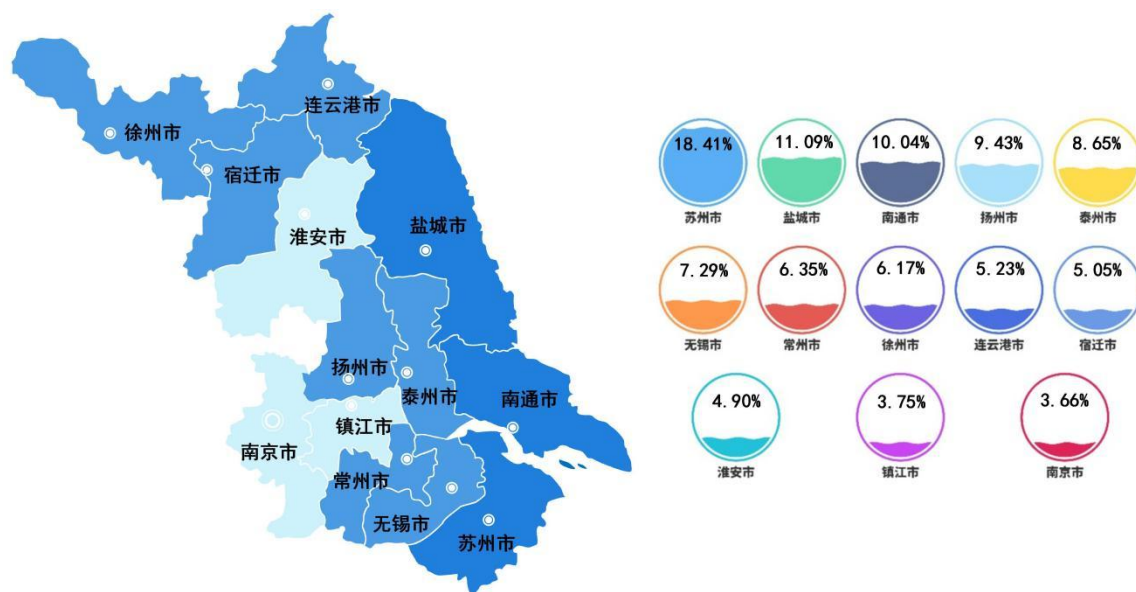 连云港市
徐州市
宿迁市
淮安市
盐城市
扬州市
泰州市
南通市
镇江市
南京市
常州市
无锡市
苏州市
18.41%
11.09%
10.04%
9.43%
8.65%
苏州市
盐城市
南通市
扬州市
泰州市
7.29%
6.35%
6.17%
5.23%
5.05%
无锡市
常州市
徐州市
连云港市
宿迁市
4.90%
3.75%
3.66%
淮安市
镇江市
南京市